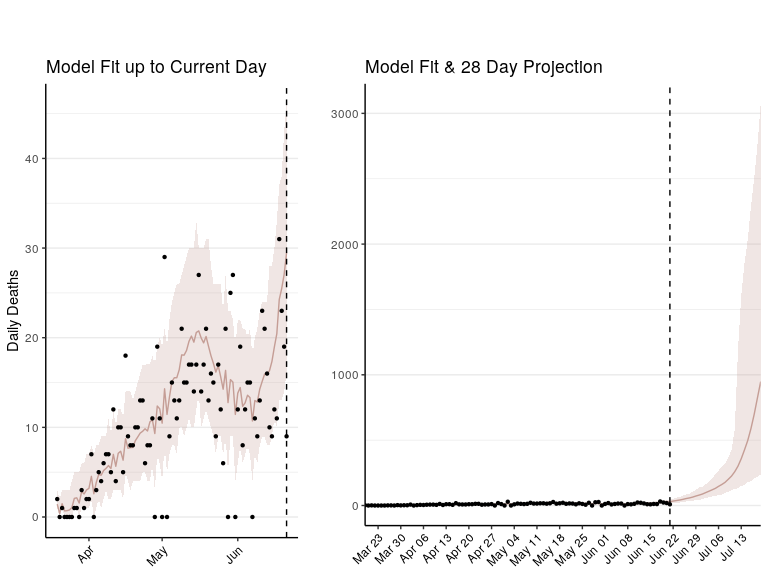 Model Fit up to Current Day
Model Fit & 28 Day Projection
Daily Deaths
40
30
20
10
0
Apr
May
Jun
3000
2000
1000
0
Mar 23
Mar 30
Apr 06
Apr 13
Apr 20
Apr 27
May 04
May 11
May 18
May 25
Jun 01
Jun 08
Jun 15
Jun 22
Jun 29
Jul 06
Jul 13